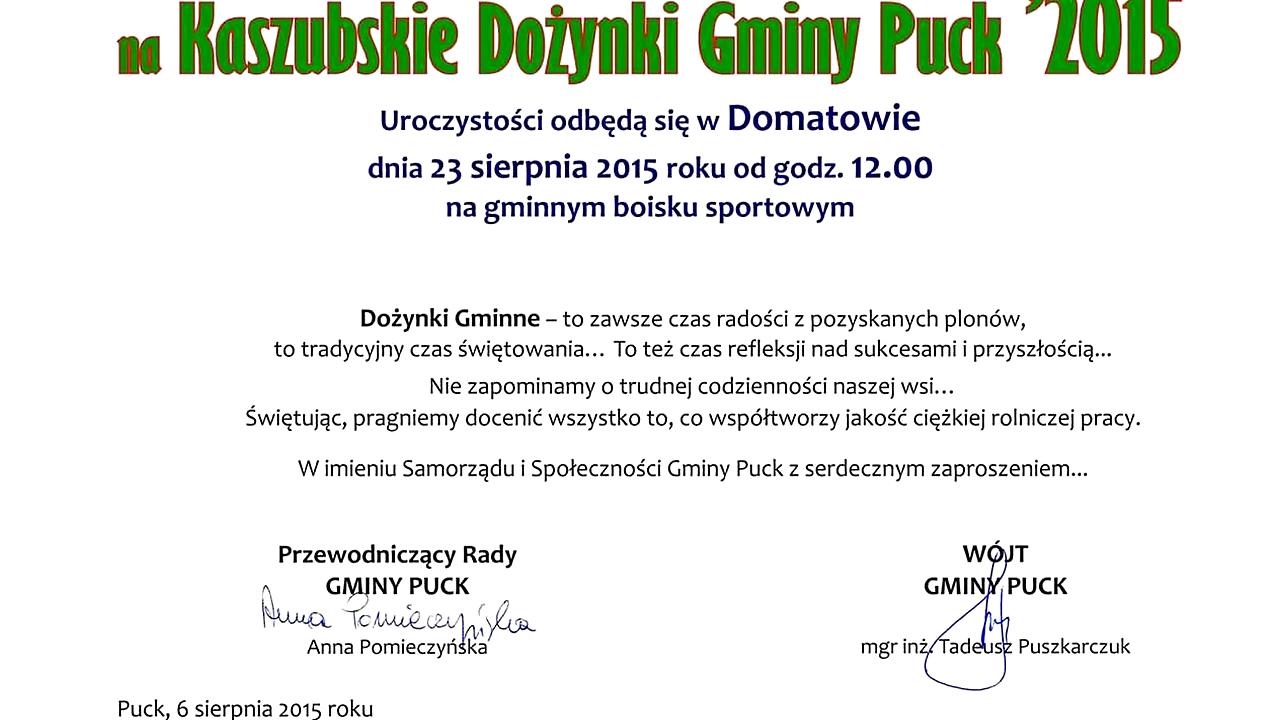 na Kaszubskie Dożynki Gminy Puck '2015
Uroczystości odbędą się w Domatowie
dnia 23 sierpnia 2015 roku od godz. 12.00
na gminnym boisku sportowym
Dożynki Gminne – to zawsze czas radości z pozyskanych plonów,
to tradycyjny czas świętowania... To też czas refleksji nad sukcesami i przyszłością...
Nie zapominamy o trudnej codzienności naszej wsi...
Świętując, pragniemy docenić wszystko to, co współtworzy jakość ciężkiej rolniczej pracy.
W imieniu Samorządu i Społeczności Gminy Puck z serdecznym zaproszeniem...
Przewodniczący Rady
GMINY PUCK
Anna Pomieczyńska
Anna Pomieczyńska
WÓJT
GMINY PUCK
mgr inż. Tadeusz Puszkarczuk
Puck, 6 sierpnia 2015 roku